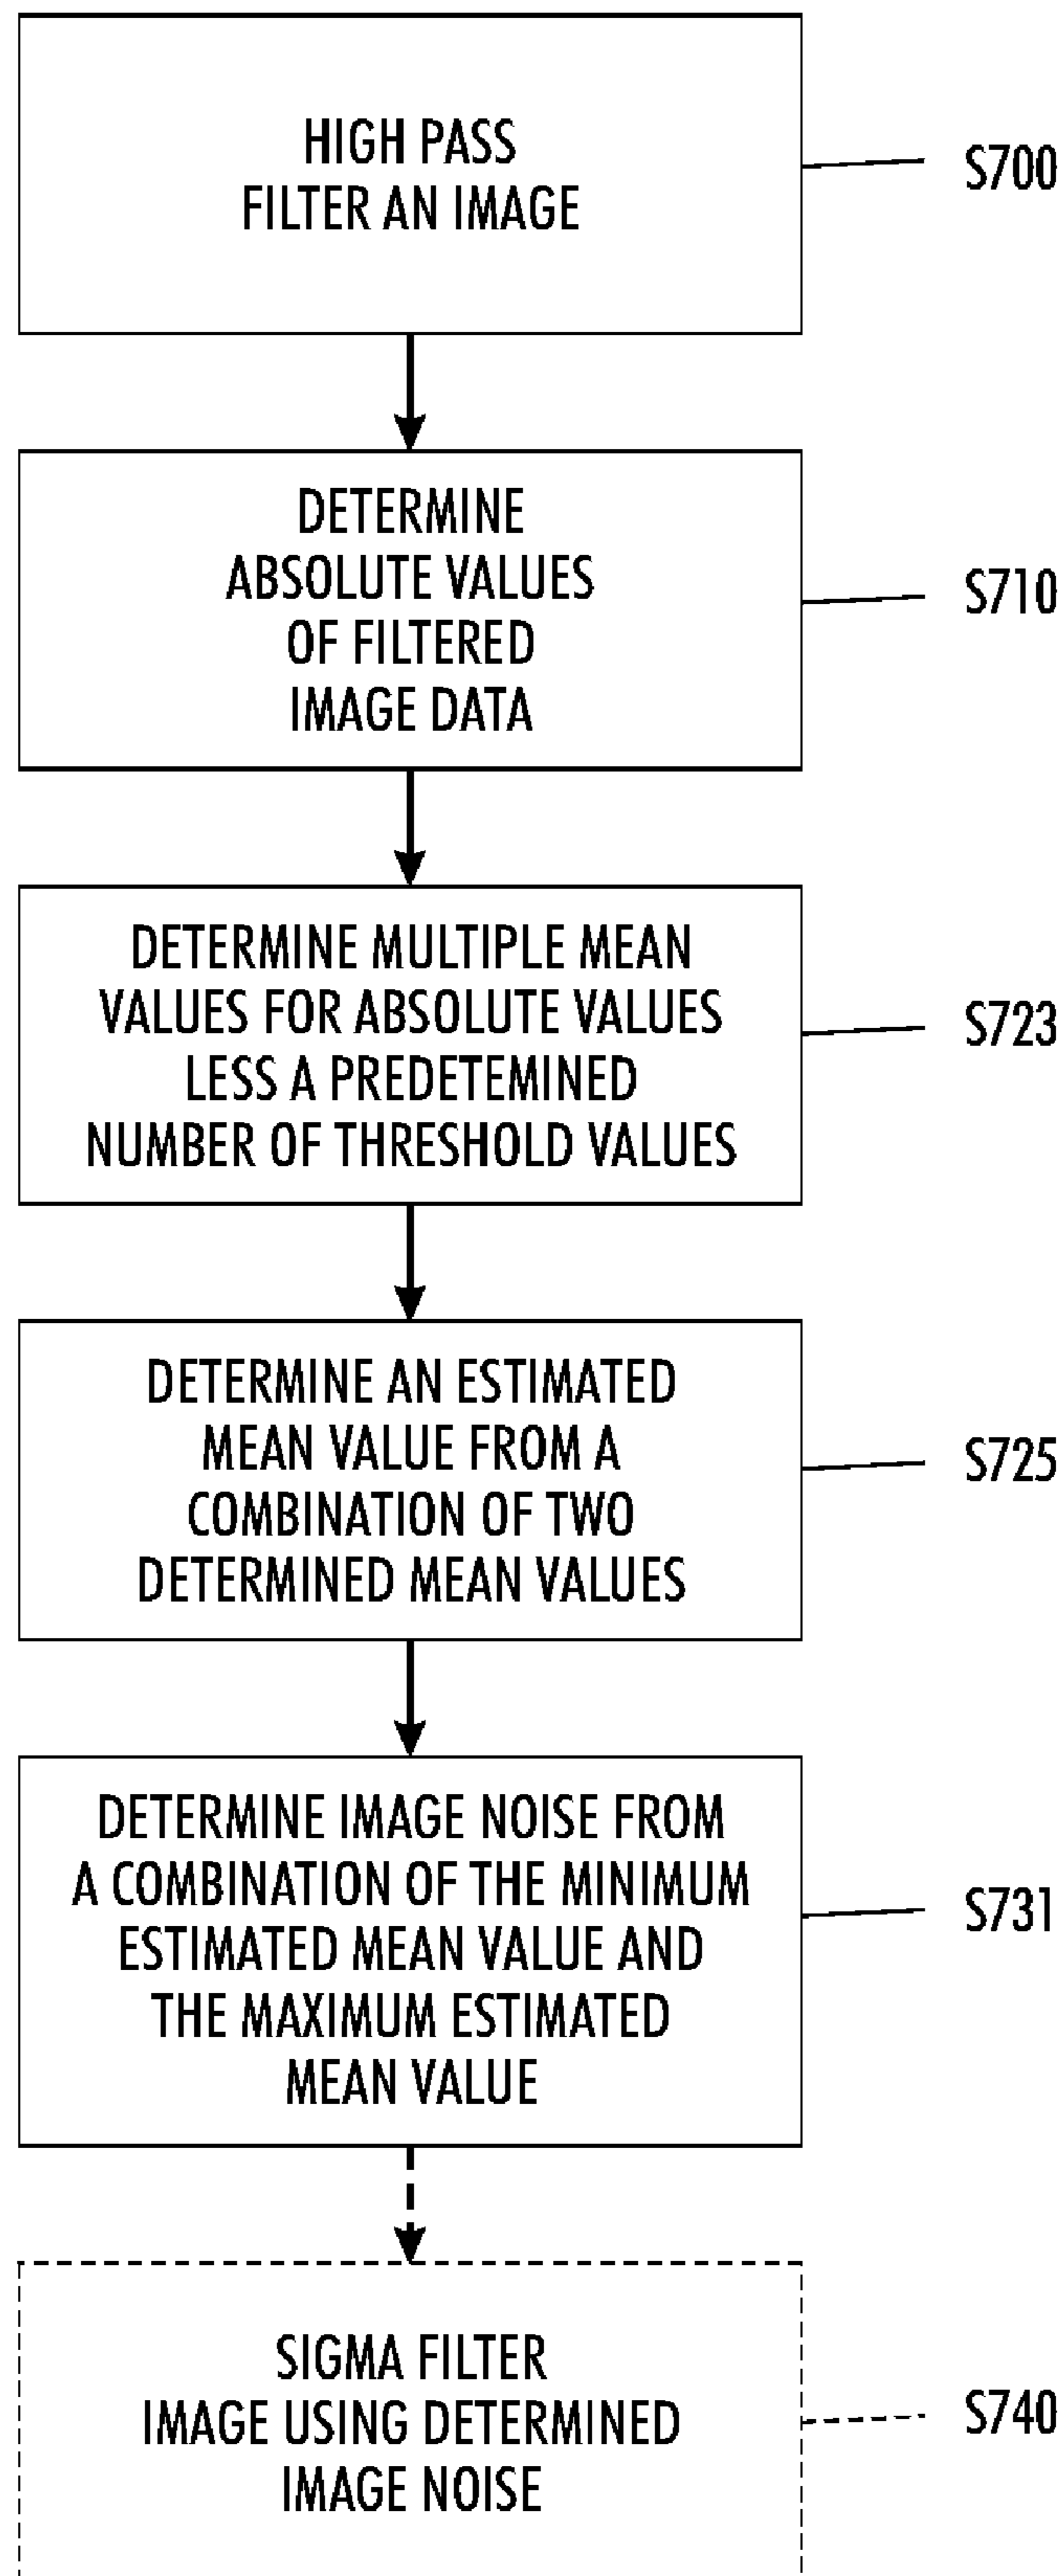 HIGH PASS
FILTER AN IMAGE
S700
DETERMINE
ABSOLUTE VALUES
OF FILTERED
IMAGE DATA
S710
DETERMINE MULTIPLE MEAN
VALUES FOR ABSOLUTE VALUES
LESS A PREDETEMINED
NUMBER OF THRESHOLD VALUES
S723
DETERMINE AN ESTIMATED
MEAN VALUE FROM A
COMBINATION OF TWO
DETERMINED MEAN VALUES
S725
DETERMINE IMAGE NOISE FROM
A COMBINATION OF THE MINIMUM
ESTIMATED MEAN VALUE AND
THE MAXIMUM ESTIMATED
MEAN VALUE
S731
SIGMA FILTER
IMAGE USING DETERMINED
IMAGE NOISE
S740